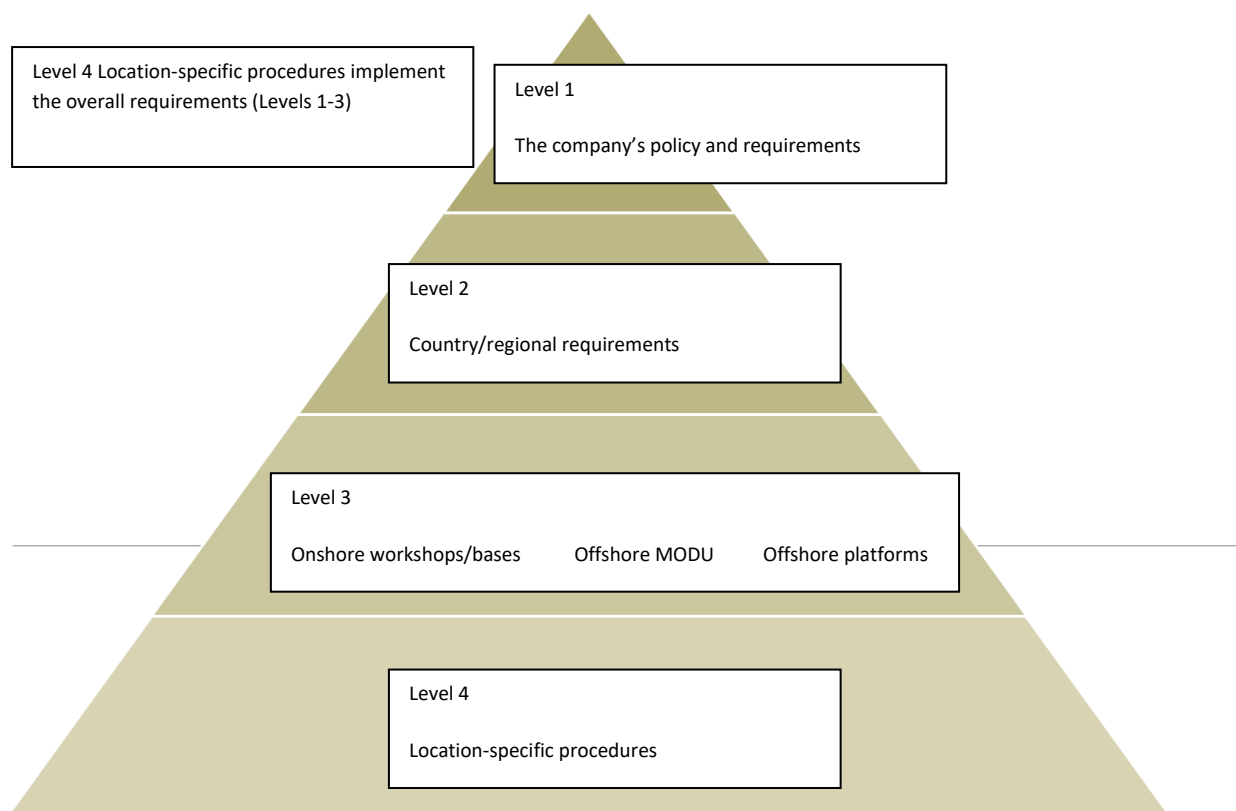 Level 4 Location-specific procedures implement
the overall requirements (Levels 1-3)
Level 1
The company’s policy and requirements
Level 2
Country/regional requirements
Level 3
Onshore workshops/bases Offshore MODU Offshore platforms
Level 4
Location-specific procedures